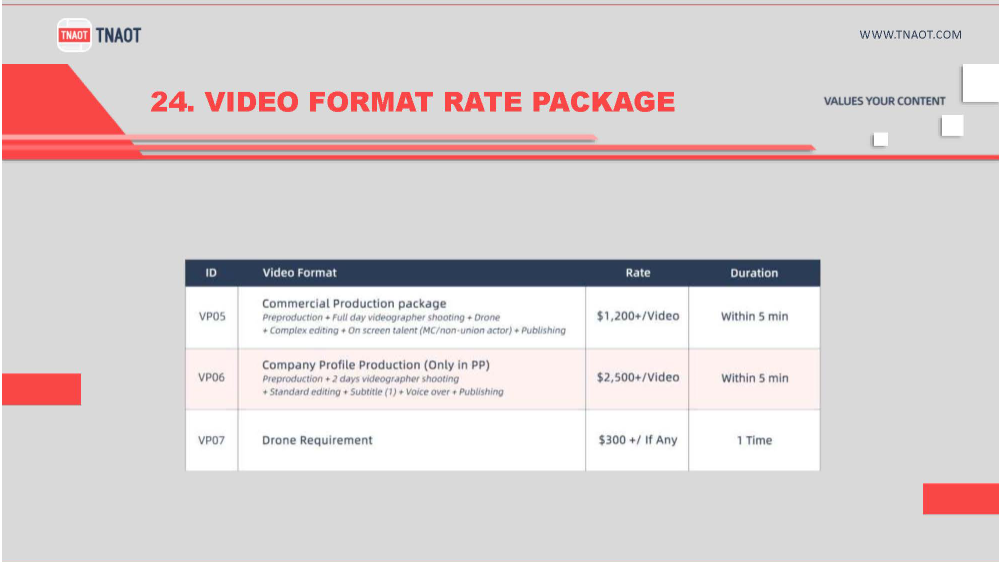 TNAOT TNAOT
WWW.TNAOT.COM
24. VIDEO FORMAT RATE PACKAGE
VALUES YOUR CONTENT
ID Video Format Rate Duration
Commercial Production package
Preproduction + Full day videographer shooting + Drone
VP05 $1,200+/Video Within 5 min
+ Complex editing + On screen talent (MC/non-union actor) + Publishing
Company Profile Production (Only in PP)
Preproduction + 2 days videographer shooting
VP06 $2,500+/Video Within 5 min
+ Standard editing + Subtitle (1) + Voice over + Publishing
VP07 Drone Requirement $300 +/ If Any 1 Time